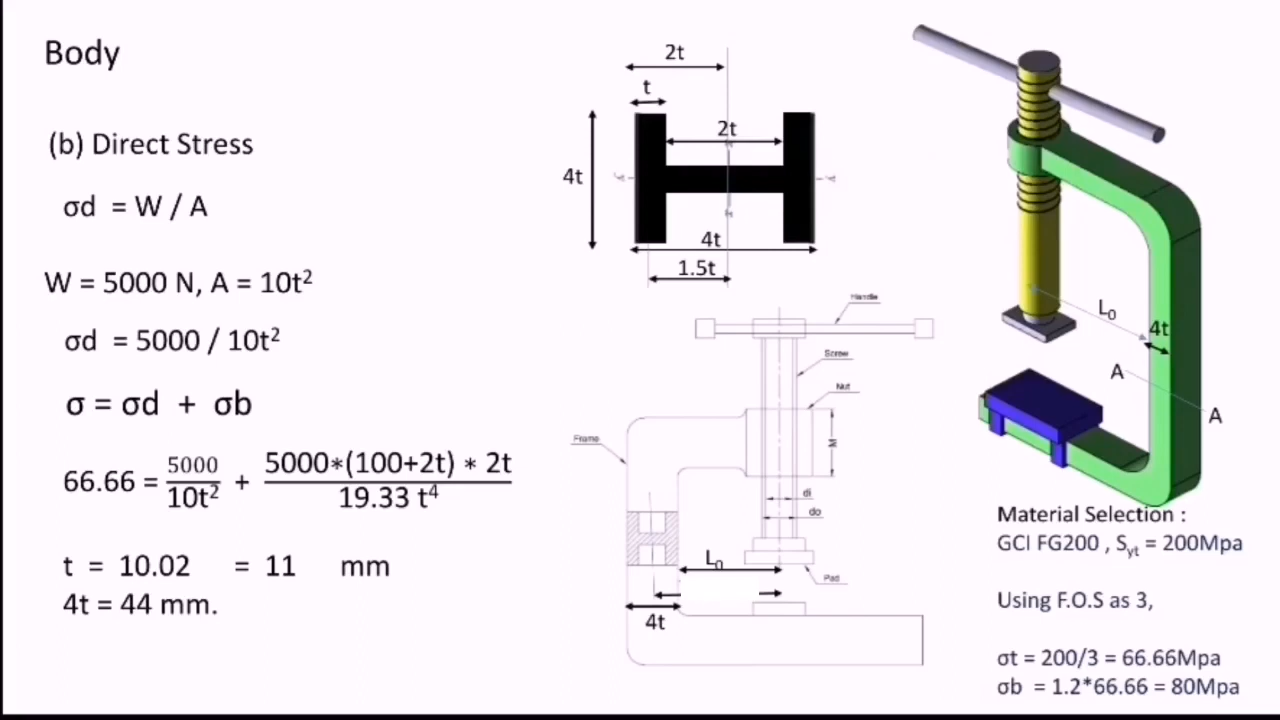 Body
(b) Direct Stress
σd = W / A
W = 5000 N, A = 10t²
σd = 5000 / 10t²
σ = σd + σb
66.66 = 5000/10t² + 5000*(100+2t) * 2t/19.33 t⁴
t = 10.02 = 11 mm
4t = 44 mm.
2t
t
2t
4t
y
y
z
z
4t
1.5t
Handle
Screw
Nut
Frame
M
di
do
L₀
Pad
4t
L₀
4t
A
A
Material Selection :
GCI FG200 , Syt = 200Mpa
Using F.O.S as 3,
σt = 200/3 = 66.66Mpa
σb = 1.2*66.66 = 80Mpa